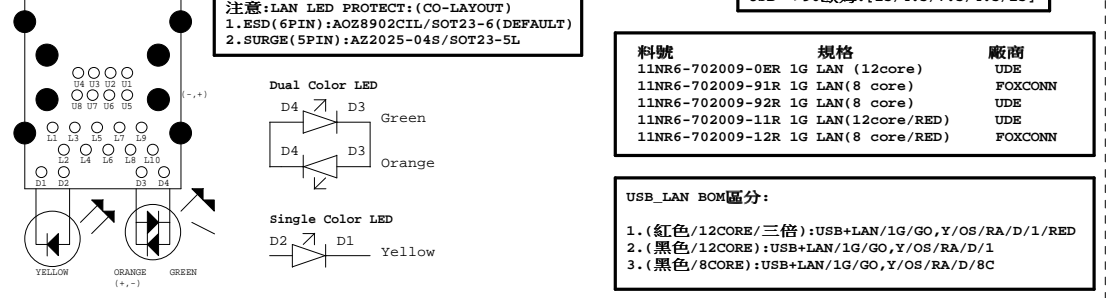 注意:LAN LED PROTECT:(CO-LAYOUT)
1.ESD(6PIN):AOZ8902CIL/SOT23-6(DEFAULT)
2.SURGE(5PIN):AZ2025-04S/SOT23-5L
U4 U3 U2 U1
U8 U7 U6 U5
(-,+)
L1 L3 L5 L7 L9
L2 L4 L6 L8 L10
D1 D2 D3 D4
YELLOW ORANGE GREEN
(+,-)
Dual Color LED
D4 D3
Green
D4 D3
Orange
Single Color LED
D2 D1
Yellow
料號 規格 廠商
11NR6-702009-0ER 1G LAN (12core) UDE
11NR6-702009-91R 1G LAN(8 core) FOXCONN
11NR6-702009-92R 1G LAN(8 core) UDE
11NR6-702009-11R 1G LAN(12core/RED) UDE
11NR6-702009-12R 1G LAN(8 core/RED) FOXCONN
USB_LAN BOM區分:
1.(紅色/12CORE/三倍):USB+LAN/1G/GO,Y/OS/RA/D/1/RED
2.(黑色/12CORE):USB+LAN/1G/GO,Y/OS/RA/D/1
3.(黑色/8CORE):USB+LAN/1G/GO,Y/OS/RA/D/8C